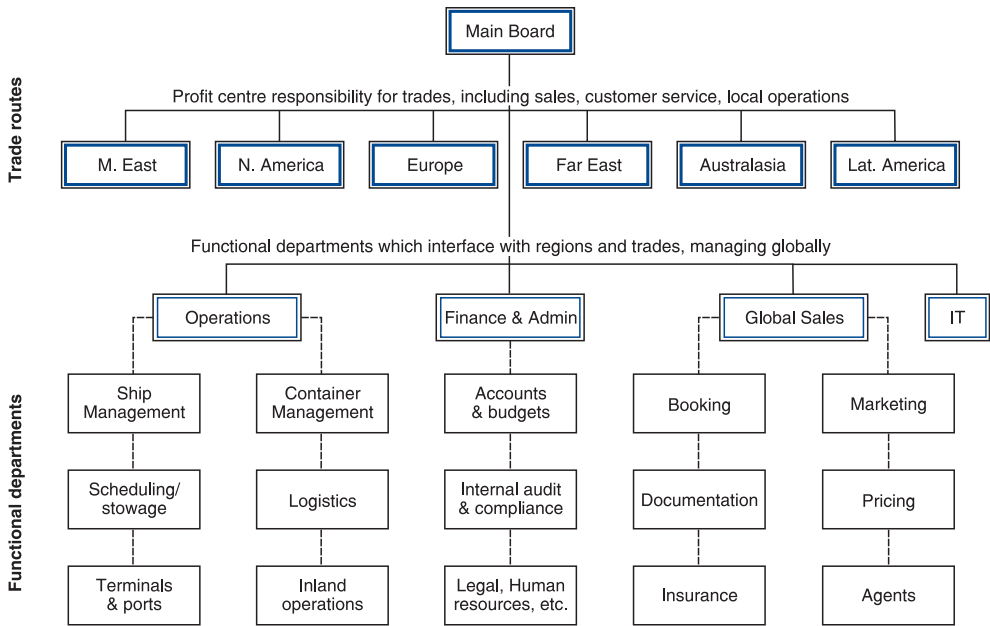 Main Board
Trade routes
Profit centre responsibility for trades, including sales, customer service, local operations
M. East
N. America
Europe
Far East
Australasia
Lat. America
Functional departments which interface with regions and trades, managing globally
Operations
Finance & Admin
Global Sales
IT
Functional departments
Ship
Management
Container
Management
Accounts
& budgets
Booking
Marketing
Scheduling/
stowage
Logistics
Internal audit
& compliance
Documentation
Pricing
Terminals
& ports
Inland
operations
Legal, Human
resources, etc.
Insurance
Agents